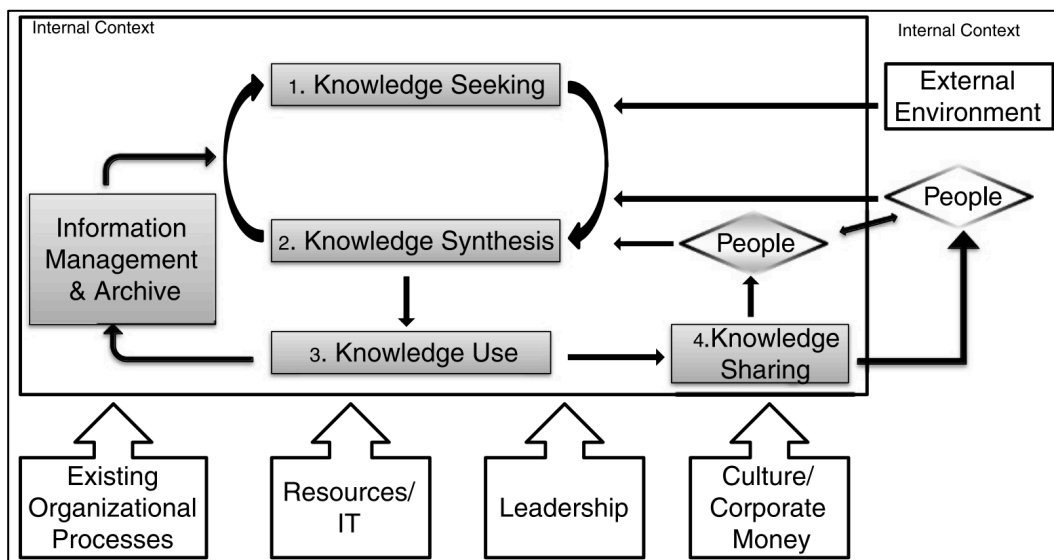 Internal Context
Internal Context
1. Knowledge Seeking
External
Environment
People
Information
Management
& Archive
2. Knowledge Synthesis
People
3. Knowledge Use
4.Knowledge
Sharing
Existing
Organizational
Processes
Resources/
IT
Leadership
Culture/
Corporate
Money